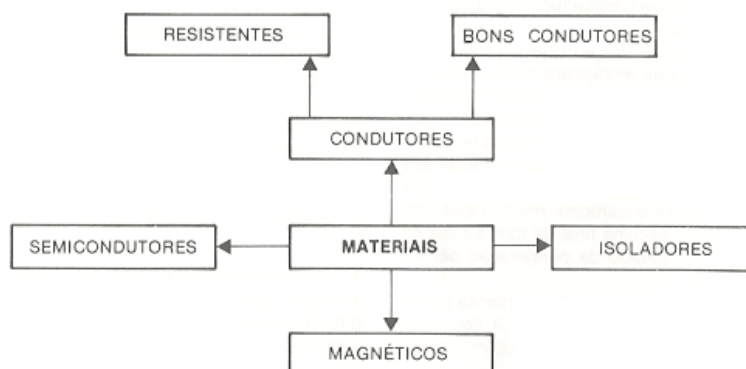 RESISTENTES
BONS CONDUTORES
CONDUTORES
SEMICONDUTORES
MATERIAIS
ISOLADORES
MAGNÉTICOS